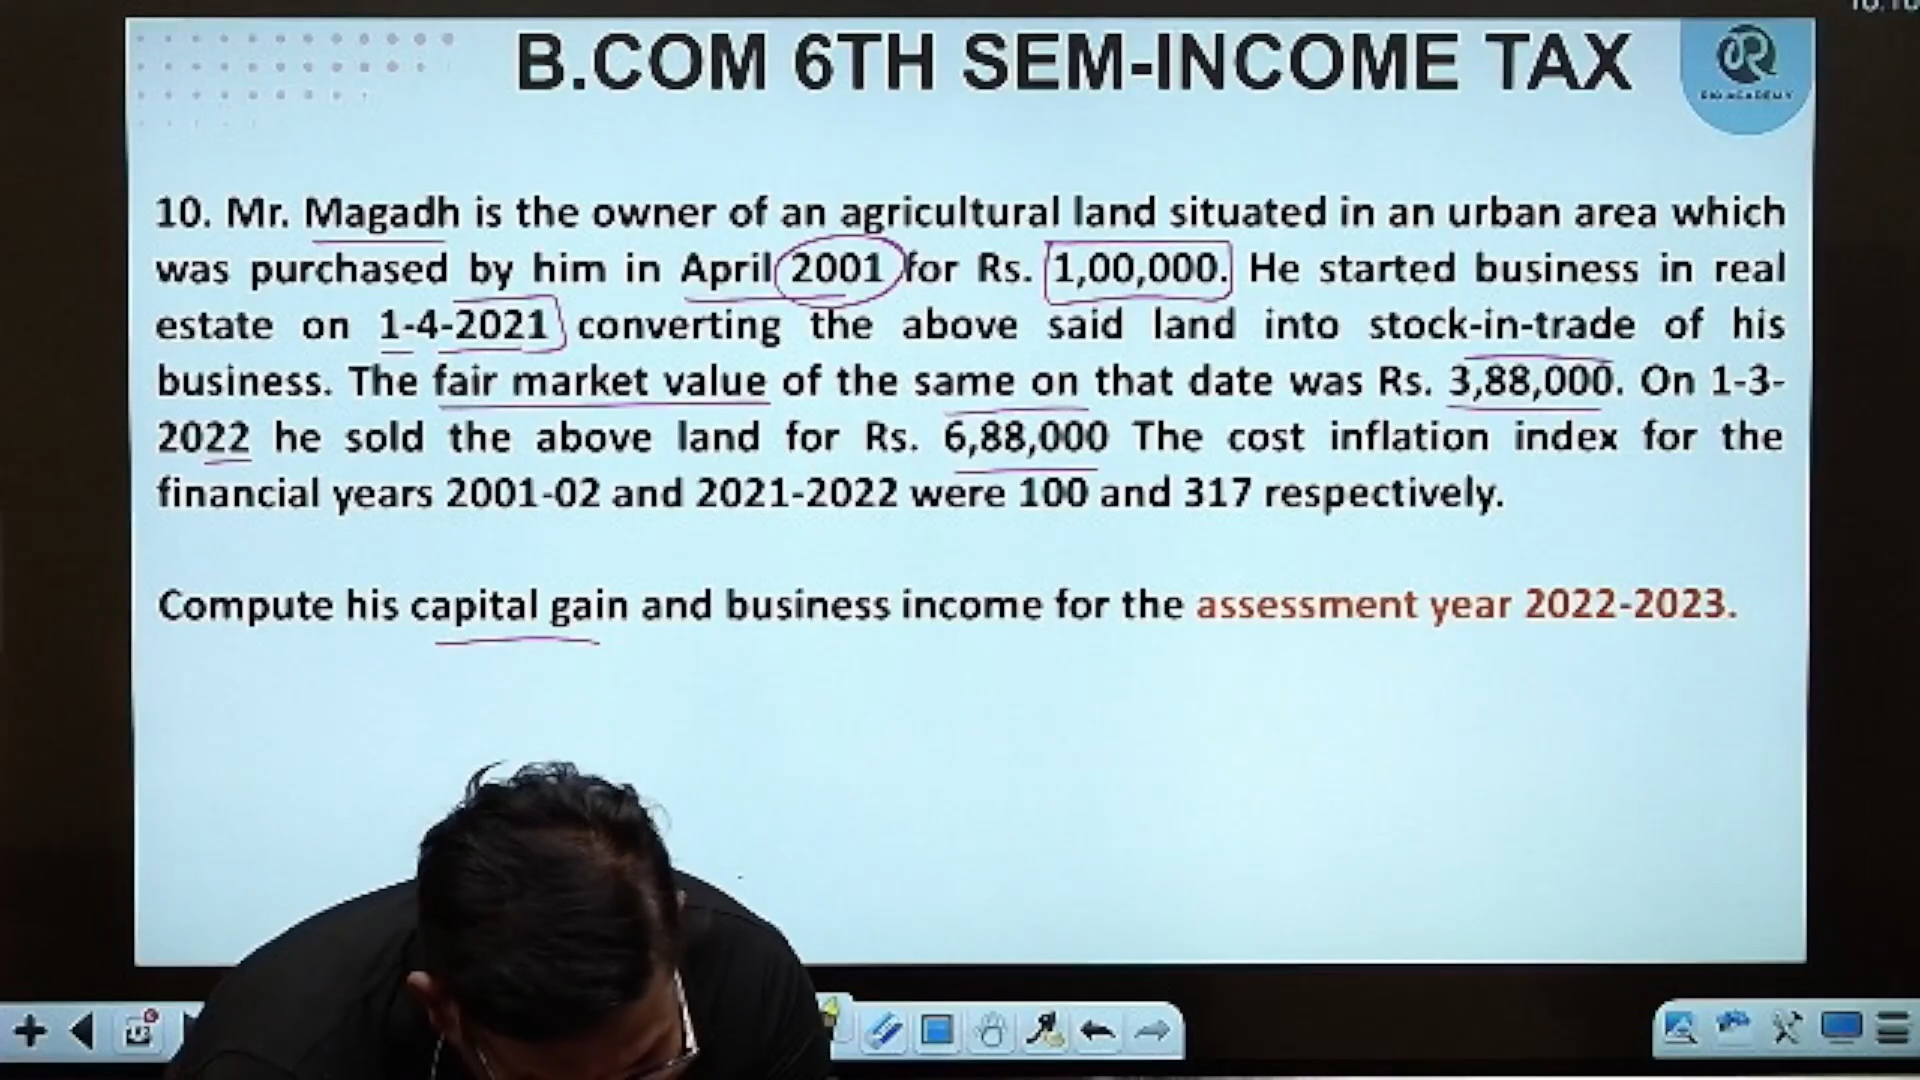 B.COM 6TH SEM-INCOME TAX
10. Mr. Magadh is the owner of an agricultural land situated in an urban area which
was purchased by him in April 2001 for Rs. 1,00,000. He started business in real
estate on 1-4-2021 converting the above said land into stock-in-trade of his
business. The fair market value of the same on that date was Rs. 3,88,000. On 1-3-
2022 he sold the above land for Rs. 6,88,000 The cost inflation index for the
financial years 2001-02 and 2021-2022 were 100 and 317 respectively.
Compute his capital gain and business income for the assessment year 2022-2023.